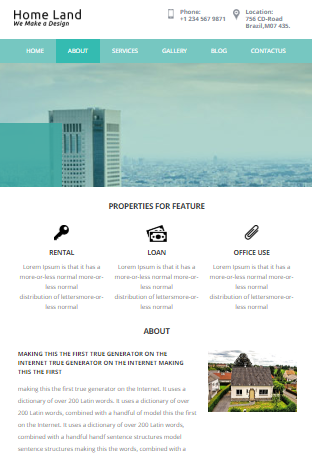 Home Land
We Make a Design
Phone:
+1 234 567 9871
Location:
756 CD-Road
Brazil,M07 435.
HOME ABOUT SERVICES GALLERY BLOG CONTACTUS
PROPERTIES FOR FEATURE
RENTAL
Lorem Ipsum is that it has a
more-or-less normal more-or-
less normal
distribution of lettersmore-or-
less normal
LOAN
Lorem Ipsum is that it has a
more-or-less normal more-or-
less normal
distribution of lettersmore-or-
less normal
OFFICE USE
Lorem Ipsum is that it has a
more-or-less normal more-or-
less normal
distribution of lettersmore-or-
less normal
ABOUT
MAKING THIS THE FIRST TRUE GENERATOR ON THE
INTERNET TRUE GENERATOR ON THE INTERNET MAKING
THIS THE FIRST
making this the first true generator on the Internet. It uses a
dictionary of over 200 Latin words. It uses a dictionary of over
200 Latin words, combined with a handful of model this the first
on the Internet. It uses a dictionary of over 200 Latin words,
combined with a handful handf sentence structures model
sentence structures making this the words, combined with a